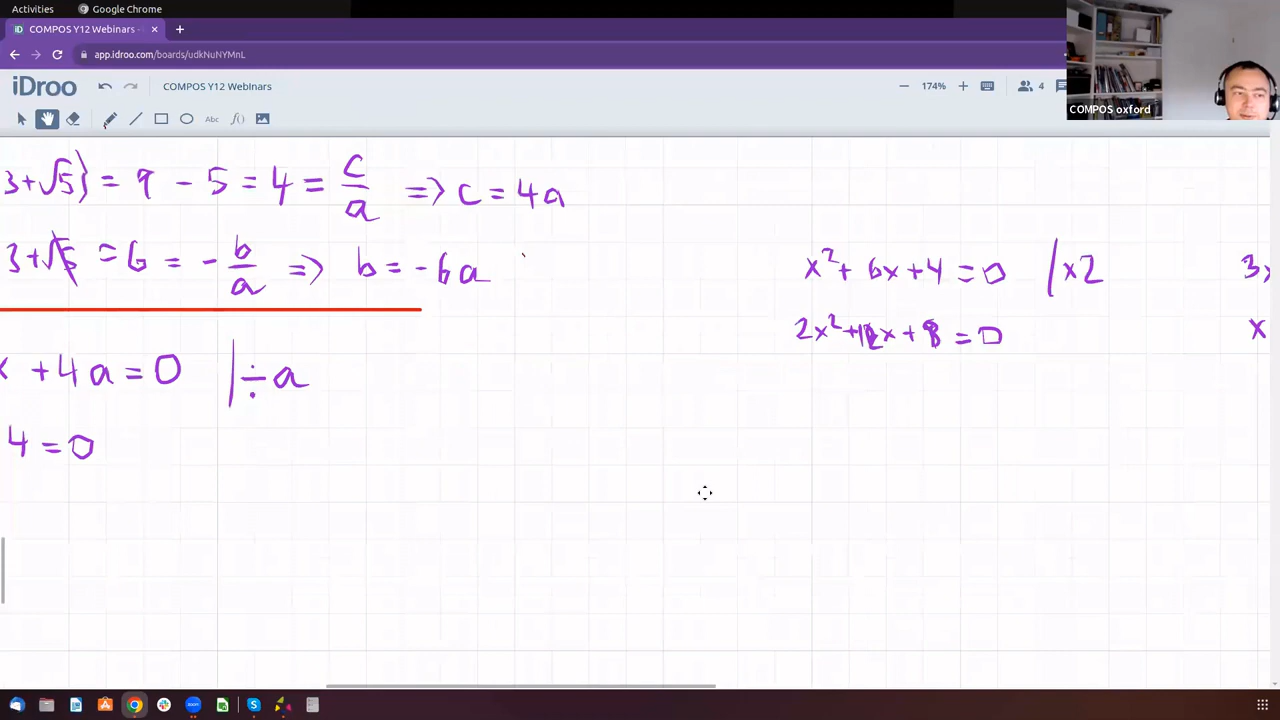 Activities Google Chrome
COMPOS Y12 Webinars -
app.idroo.com/boards/udkNuNYMnL
iDroo COMPOS Y12 Webinars 174% 4
Abc f()
COMPOS oxford
3+√5) = 9 - 5 = 4 = c/a => c = 4a
3+√5 = 6 = - b/a => b = -6a
x² + 6x + 4 = 0 | x2
3x
2x² + 12x + 8 = 0
x
x + 4a = 0 | ÷ a
4 = 0